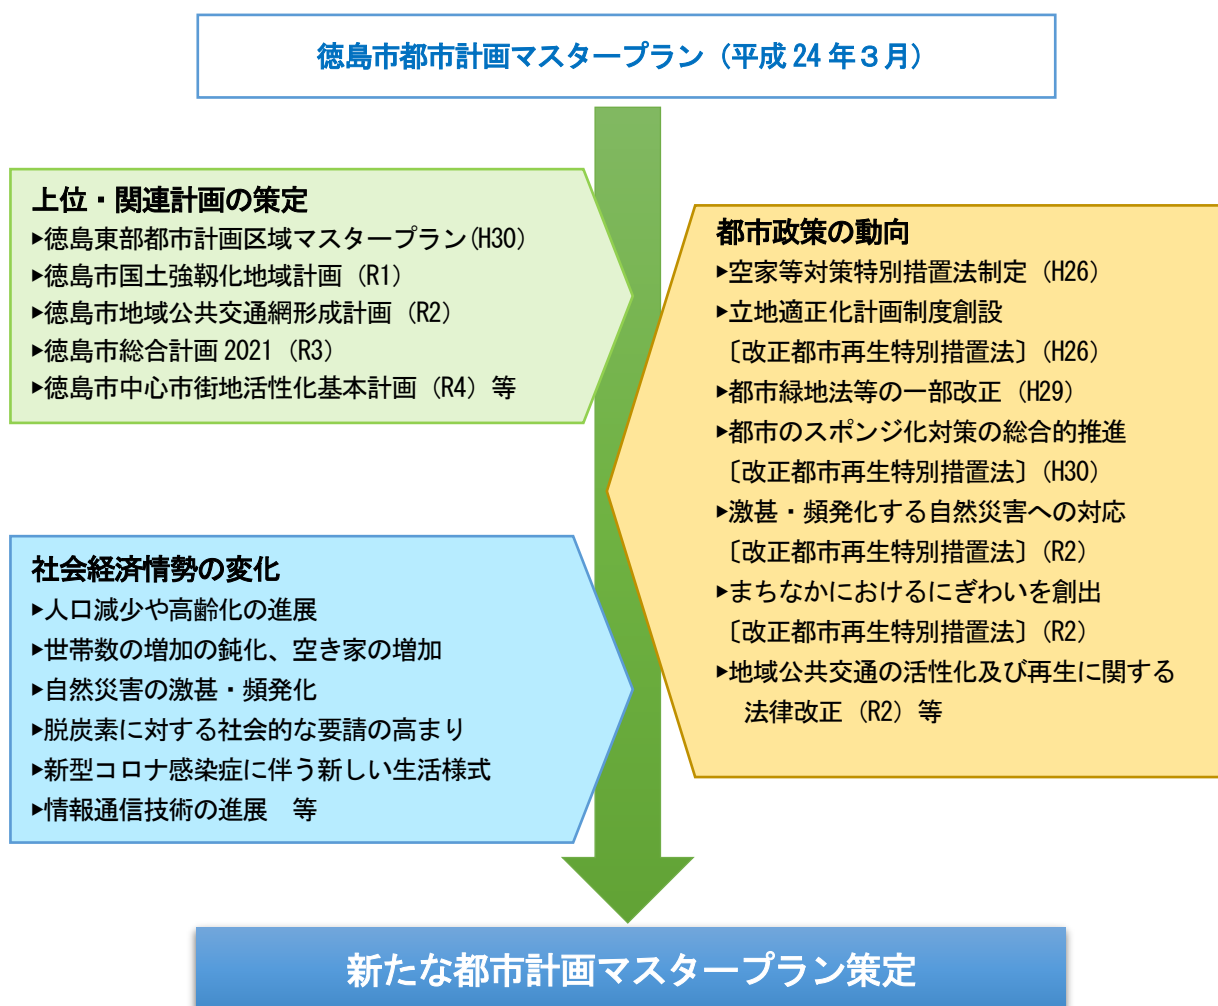 徳島市都市計画マスタープラン（平成24年３月）
上位・関連計画の策定
▶徳島東部都市計画区域マスタープラン(H30)
▶徳島市国土強靱化地域計画（R1）
▶徳島市地域公共交通網形成計画（R2）
▶徳島市総合計画2021（R3）
▶徳島市中心市街地活性化基本計画（R4）等
都市政策の動向
▶空家等対策特別措置法制定（H26）
▶立地適正化計画制度創設
〔改正都市再生特別措置法〕（H26）
▶都市緑地法等の一部改正（H29）
▶都市のスポンジ化対策の総合的推進
〔改正都市再生特別措置法〕（H30）
▶激甚・頻発化する自然災害への対応
〔改正都市再生特別措置法〕（R2）
▶まちなかにおけるにぎわいを創出
〔改正都市再生特別措置法〕（R2）
▶地域公共交通の活性化及び再生に関する
法律改正（R2）等
社会経済情勢の変化
▶人口減少や高齢化の進展
▶世帯数の増加の鈍化、空き家の増加
▶自然災害の激甚・頻発化
▶脱炭素に対する社会的な要請の高まり
▶新型コロナ感染症に伴う新しい生活様式
▶情報通信技術の進展　等
新たな都市計画マスタープラン策定